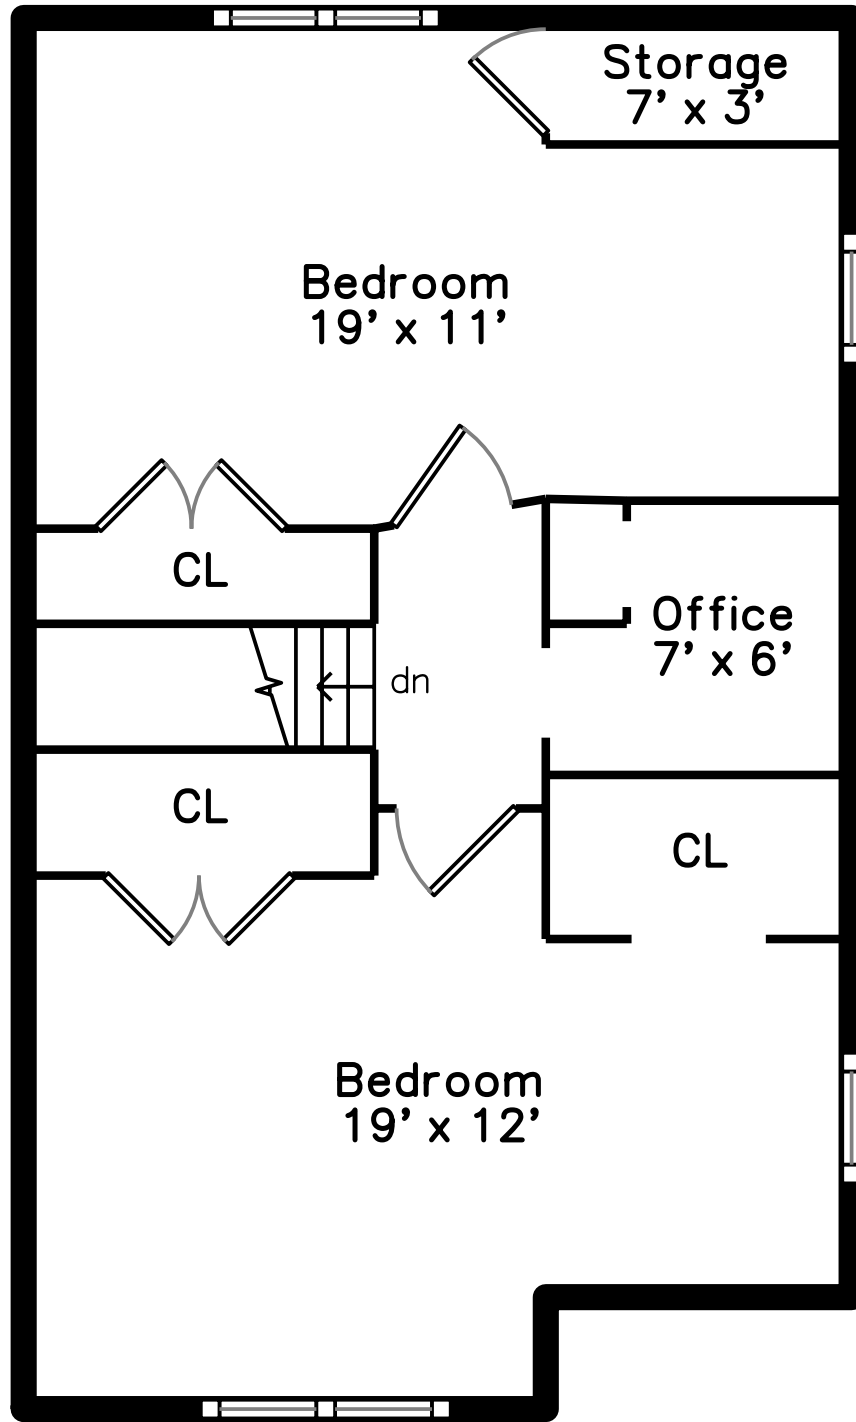 Storage
7' x 3'
Bedroom
19' x 11'
CL
Office
7' x 6'
dn
CL
CL
Bedroom
19' x 12'